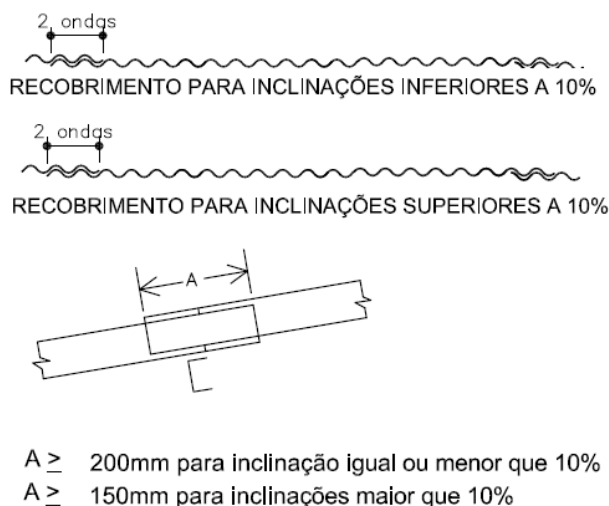 2 ondas
RECOBRIMENTO PARA INCLINAÇÕES INFERIORES A 10%
2 ondas
RECOBRIMENTO PARA INCLINAÇÕES SUPERIORES A 10%
A
A ≥ 200mm para inclinação igual ou menor que 10%
A ≥ 150mm para inclinações maior que 10%